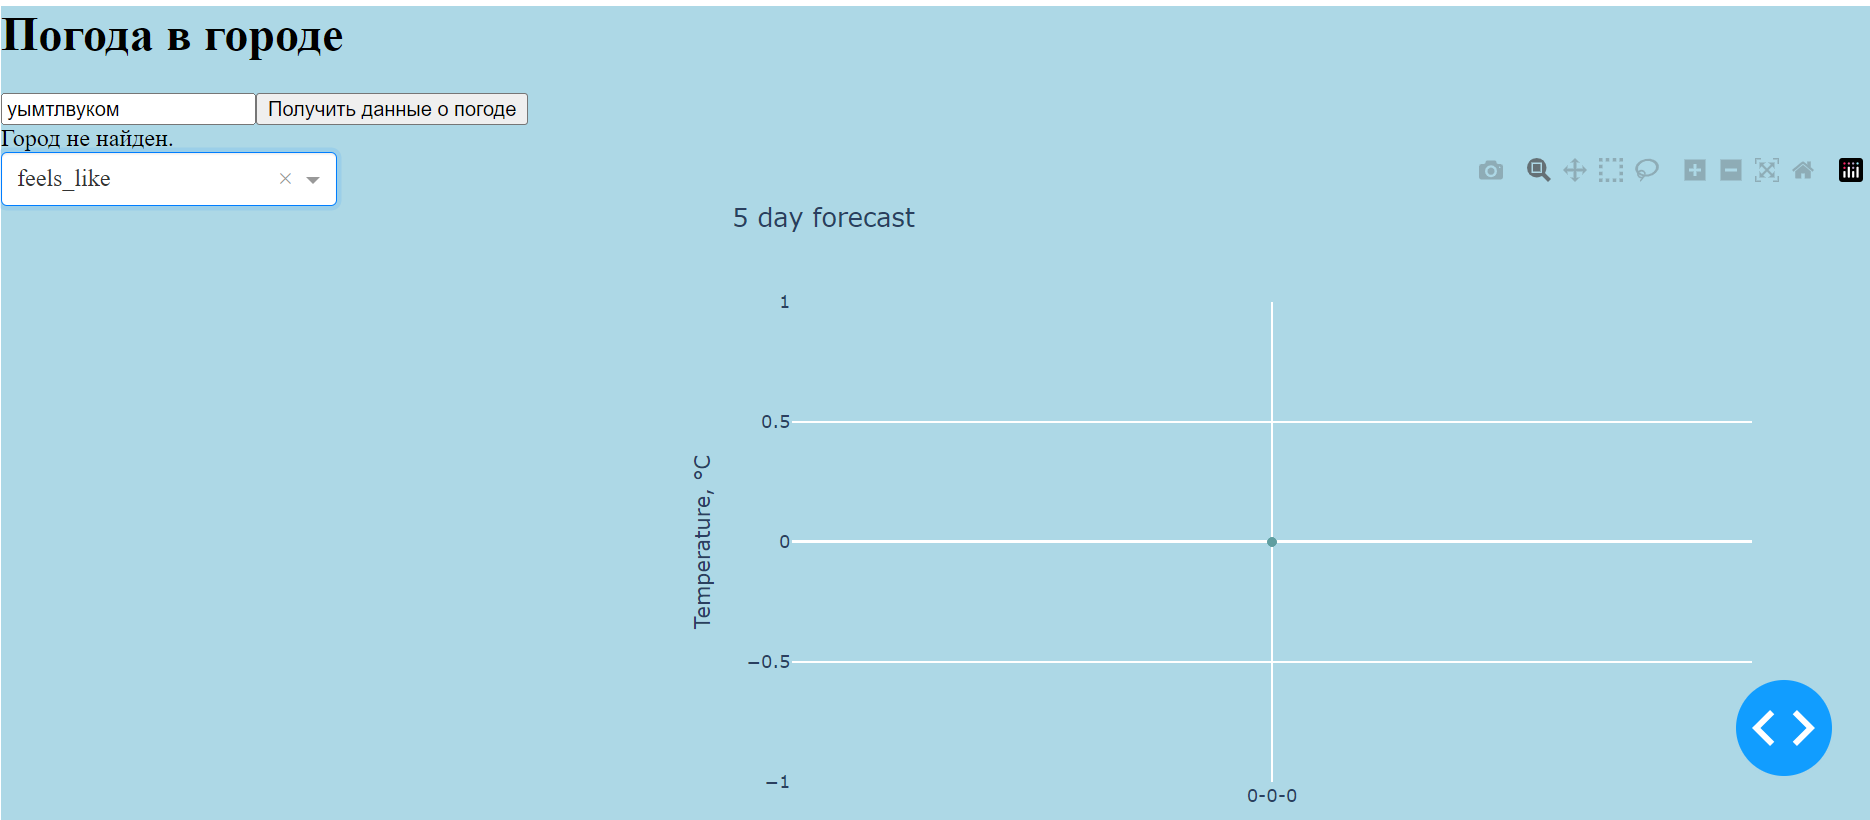 Погода в городе
уымтлвуком Получить данные о погоде
Город не найден.
feels_like
5 day forecast
1
0.5
0
−0.5
−1
Temperature, °C
0-0-0